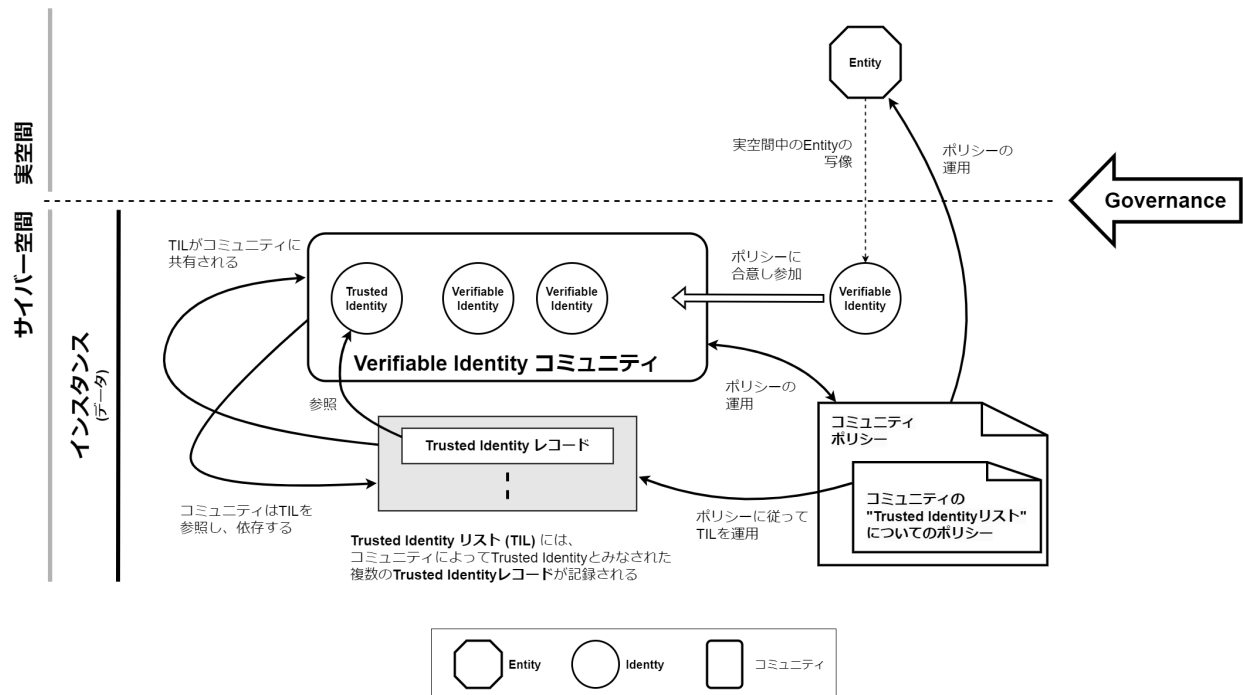 実空間
Entity
実空間中のEntityの
写像
ポリシーの
運用
Governance
サイバー空間
インスタンス
(データ)
TILがコミュニティに
共有される
Trusted
Identity
Verifiable
Identity
Verifiable
Identity
Verifiable Identity コミュニティ
ポリシーに
合意し参加
Verifiable
Identity
参照
ポリシーの
運用
Trusted Identity レコード
コミュニティ
ポリシー
コミュニティの
"Trusted Identityリスト"
についてのポリシー
コミュニティはTILを
参照し、依存する
ポリシーに従って
TILを運用
Trusted Identity リスト (TIL) には、
コミュニティによってTrusted Identityとみなされた
複数のTrusted Identityレコードが記録される
Entity
Identty
コミュニティ